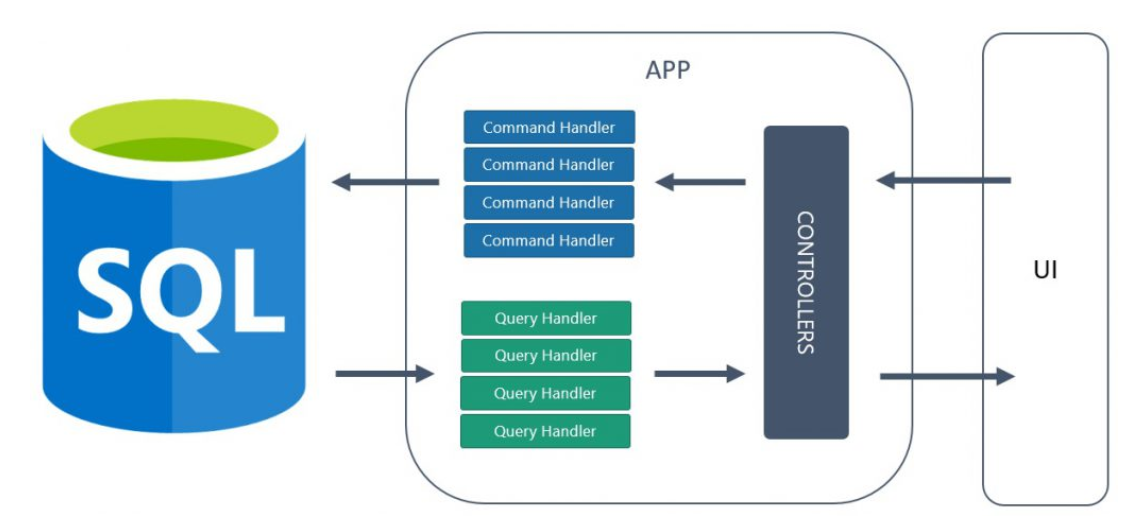 APP
SQL
Command Handler
Command Handler
Command Handler
Command Handler
Query Handler
Query Handler
Query Handler
Query Handler
CONTROLLERS
UI